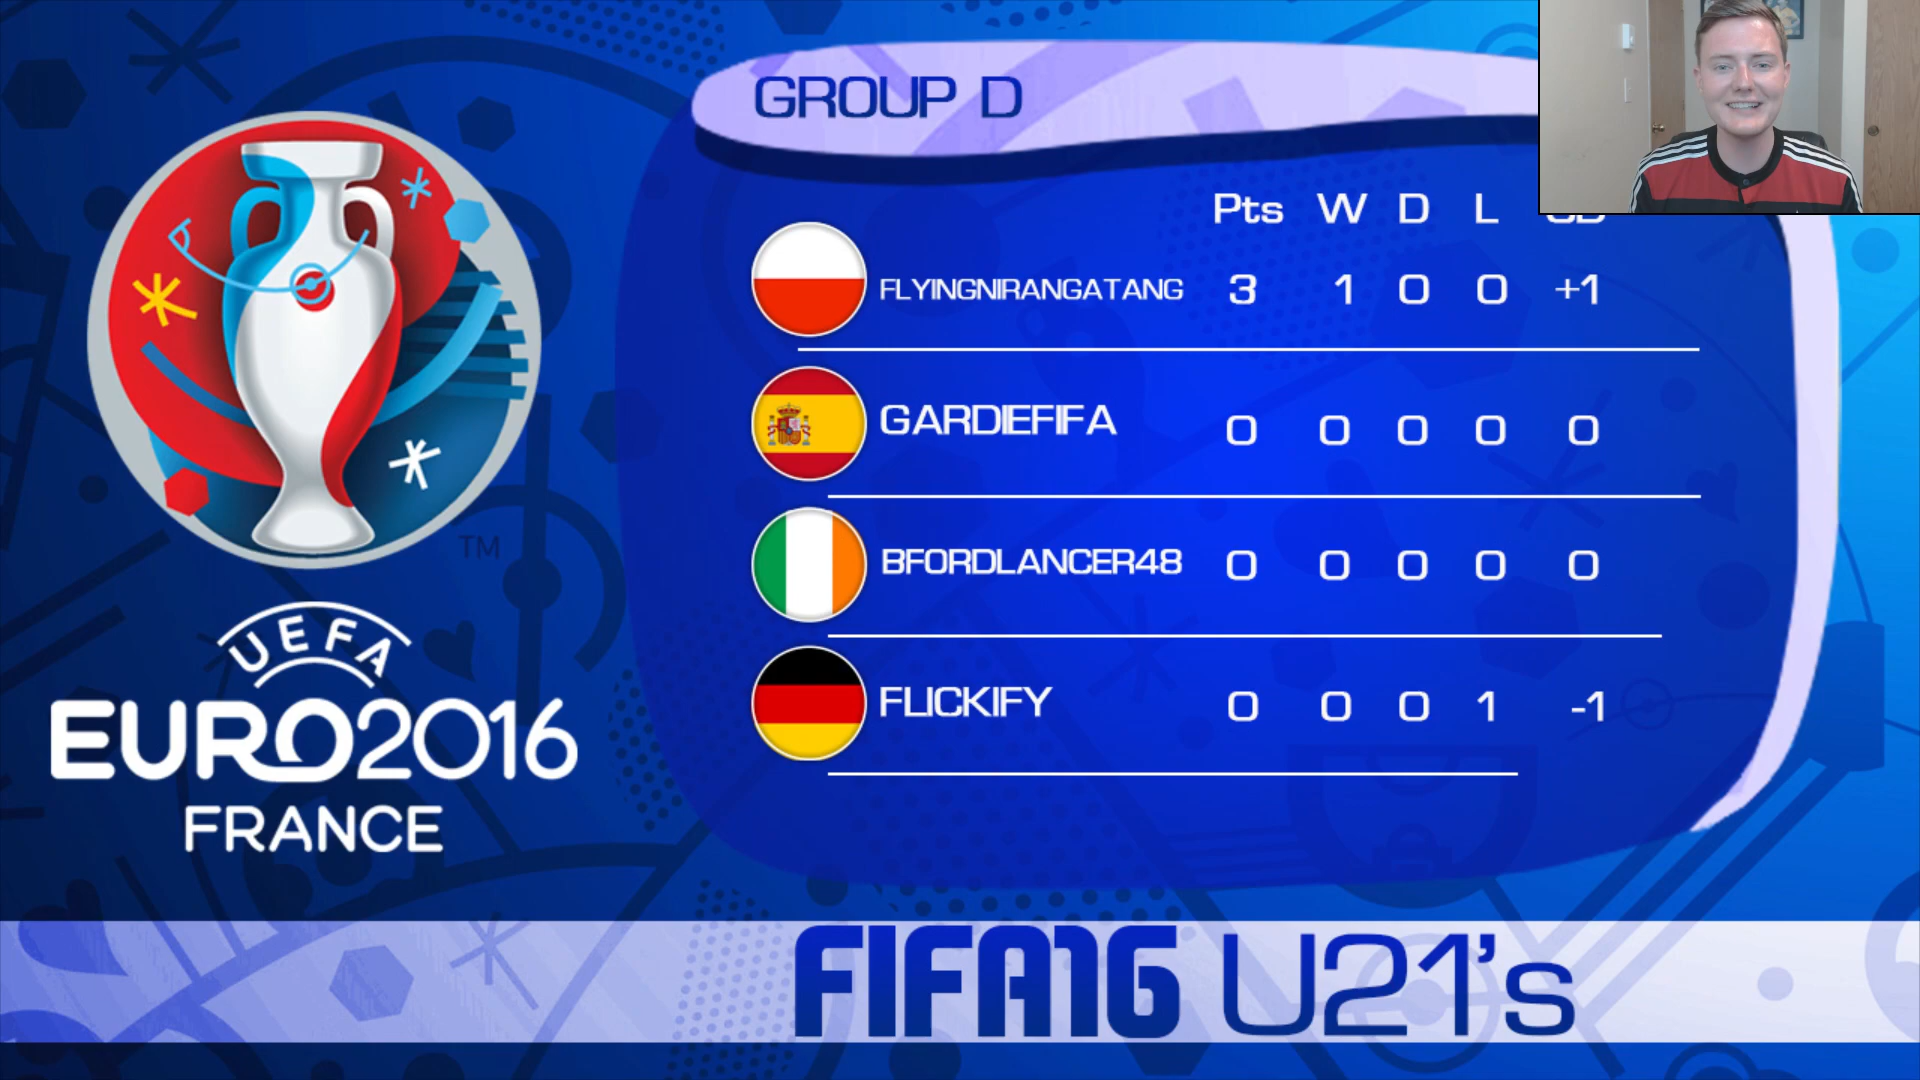 GROUP D
Pts W D L
FLYINGNIRANGATANG 3 1 0 0 +1
GARDIEFIFA 0 0 0 0 0
BFORDLANCER48 0 0 0 0 0
FLICKIFY 0 0 0 1 -1
TM
UEFA
EURO2016
FRANCE
FIFA16 U21's